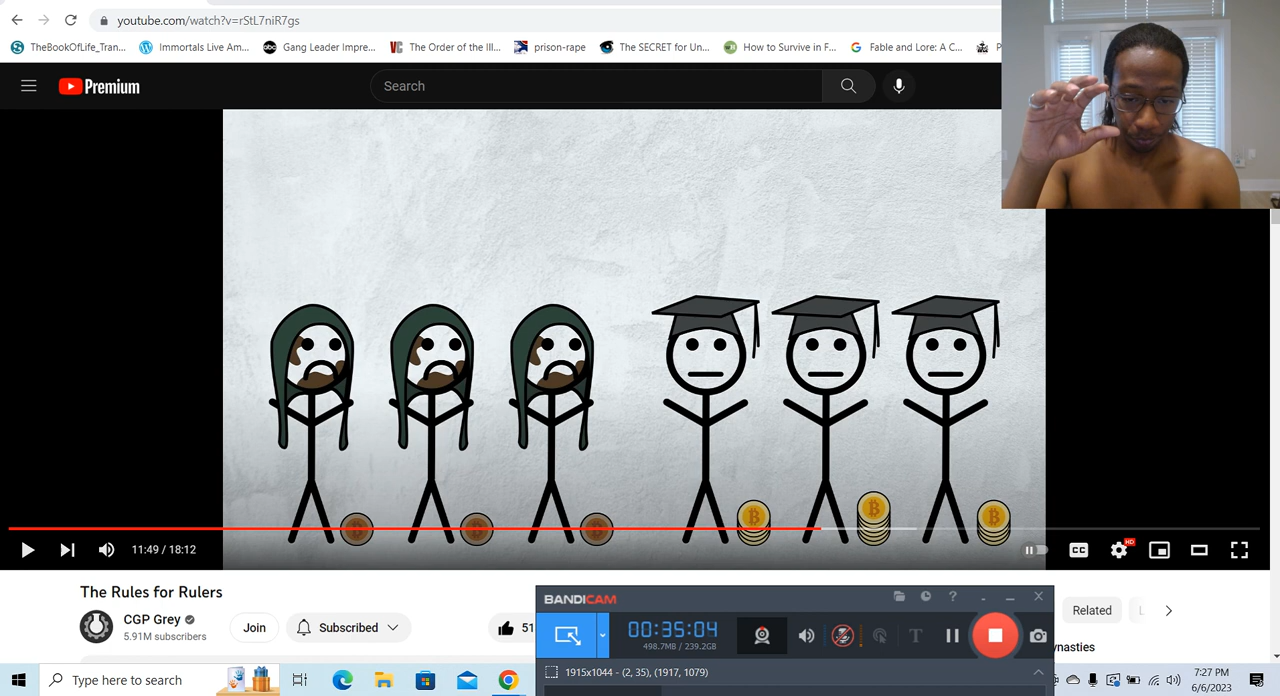 youtube.com/watch?v=rStL7niR7gs
TheBookOfLife_Tran... Immortals Live Am... abc Gang Leader Impre... The Order of the Ill... prison-rape The SECRET for Un... How to Survive in F... Fable and Lore: A C... P
Premium
Search
11:49 / 18:12
CC
HD
The Rules for Rulers
CGP Grey
5.91M subscribers
Join
Subscribed
51
Related
L
nasties
BANDICAM
00:35:04
498.7MB / 239.2GB
1915x1044 - (2, 35), (1917, 1079)
Type here to search
7:27 PM
6/6/2023